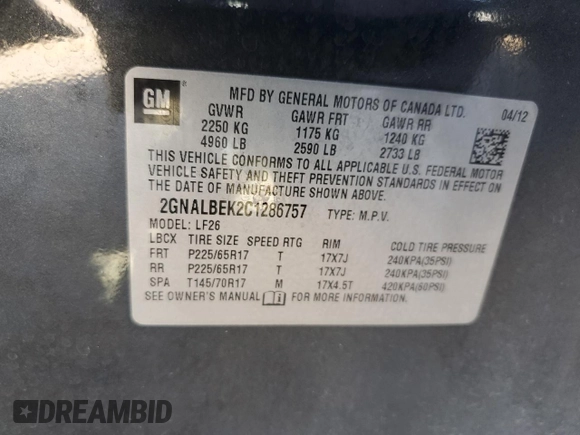 GM
®
MFD BY GENERAL MOTORS OF CANADA LTD. 04/12
GVWR GAWR FRT GAWR RR
2250 KG 1175 KG 1240 KG
4960 LB 2590 LB 2733 LB
THIS VEHICLE CONFORMS TO ALL APPLICABLE U.S. FEDERAL MOTOR
VEHICLE SAFETY AND THEFT PREVENTION STANDARDS IN EFFECT ON
THE DATE OF MANUFACTURE SHOWN ABOVE.
2GNALBEK2C1286757 TYPE: M.P.V.
MODEL: LF26
LBCX TIRE SIZE SPEED RTG RIM COLD TIRE PRESSURE
FRT P225/65R17 T 17X7J 240KPA(35PSI)
RR P225/65R17 T 17X7J 240KPA(35PSI)
SPA T145/70R17 M 17X4.5T 420KPA(60PSI)
SEE OWNER'S MANUAL FOR MORE INFORMATION.
DREAMBID